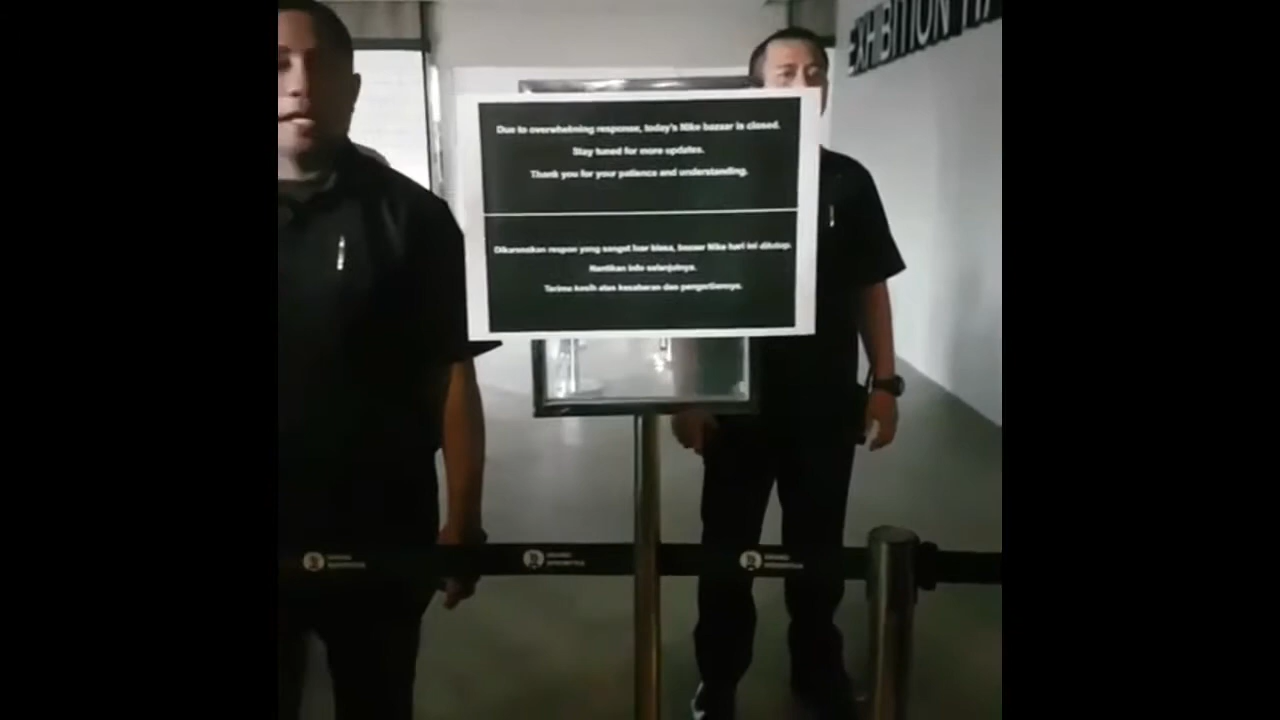 EXHIBITION
Due to overwhelming response, today's Nike bazaar is closed.
Stay tuned for more updates.
Thank you for your patience and understanding.
Dikarenakan respon yang sangat luar biasa, bazaar Nike hari ini ditutup.
Nantikan info selanjutnya.
Terima kasih atas kesabaran dan pengertiannya.